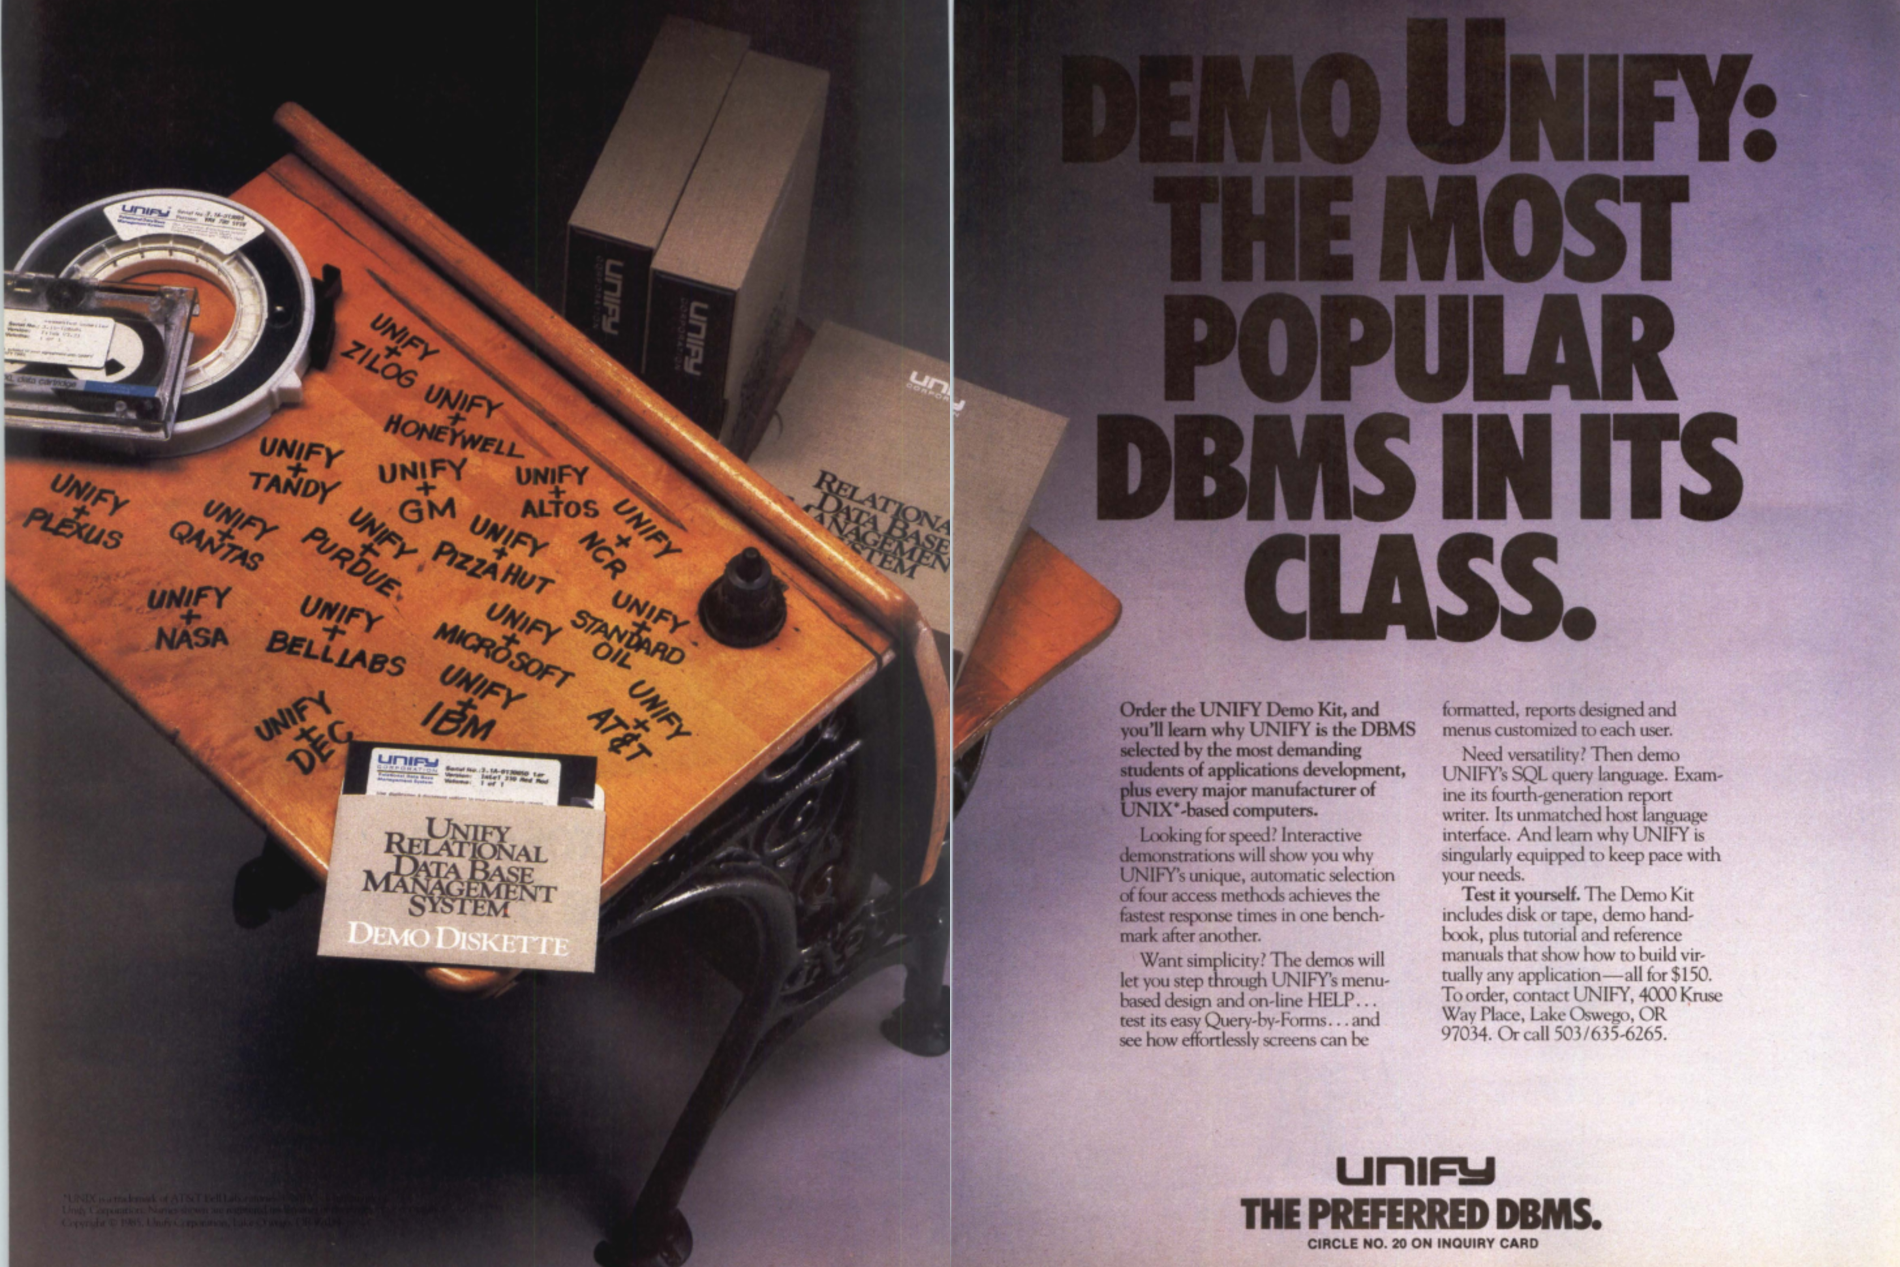 UNIFY
UNIFY
CORPORATION
UNIFY
CORPORATION
data cartridge
UNIFY
+
ZILOG
UNIFY
+
HONEYWELL
UNIFY
+
TANDY
UNIFY
+
GM
UNIFY
+
ALTOS
UNIFY
+
NCR
UNIFY
+
PLEXUS
UNIFY
+
QANTAS
UNIFY
+
PURDUE
UNIFY
+
PIZZA HUT
UNIFY
+
NASA
UNIFY
+
BELL LABS
UNIFY
+
MICROSOFT
UNIFY
+
STANDARD
OIL
UNIFY
+
DEC
UNIFY
+
IBM
UNIFY
+
AT&T
RELATIONA
DATA BASE
MANAGEMEN
SYSTEM
UNIFY
CORPORATION
UNIFY
RELATIONAL
DATA BASE
MANAGEMENT
SYSTEM
DEMO DISKETTE
DEMO UNIFY:
THE MOST
POPULAR
DBMS IN ITS
CLASS.
Order the UNIFY Demo Kit, and
you'll learn why UNIFY is the DBMS
selected by the most demanding
students of applications development,
plus every major manufacturer of
UNIX*-based computers.
Looking for speed? Interactive
demonstrations will show you why
UNIFY's unique, automatic selection
of four access methods achieves the
fastest response times in one bench-
mark after another.
Want simplicity? The demos will
let you step through UNIFY's menu-
based design and on-line HELP...
test its easy Query-by-Forms...and
see how effortlessly screens can be
formatted, reports designed and
menus customized to each user.
Need versatility? Then demo
UNIFY's SQL query language. Exam-
ine its fourth-generation report
writer. Its unmatched host language
interface. And learn why UNIFY is
singularly equipped to keep pace with
your needs.
Test it yourself. The Demo Kit
includes disk or tape, demo hand-
book, plus tutorial and reference
manuals that show how to build vir-
tually any application—all for $150.
To order, contact UNIFY, 4000 Kruse
Way Place, Lake Oswego, OR
97034. Or call 503/635-6265.
UNIFY
THE PREFERRED DBMS.
CIRCLE NO. 20 ON INQUIRY CARD